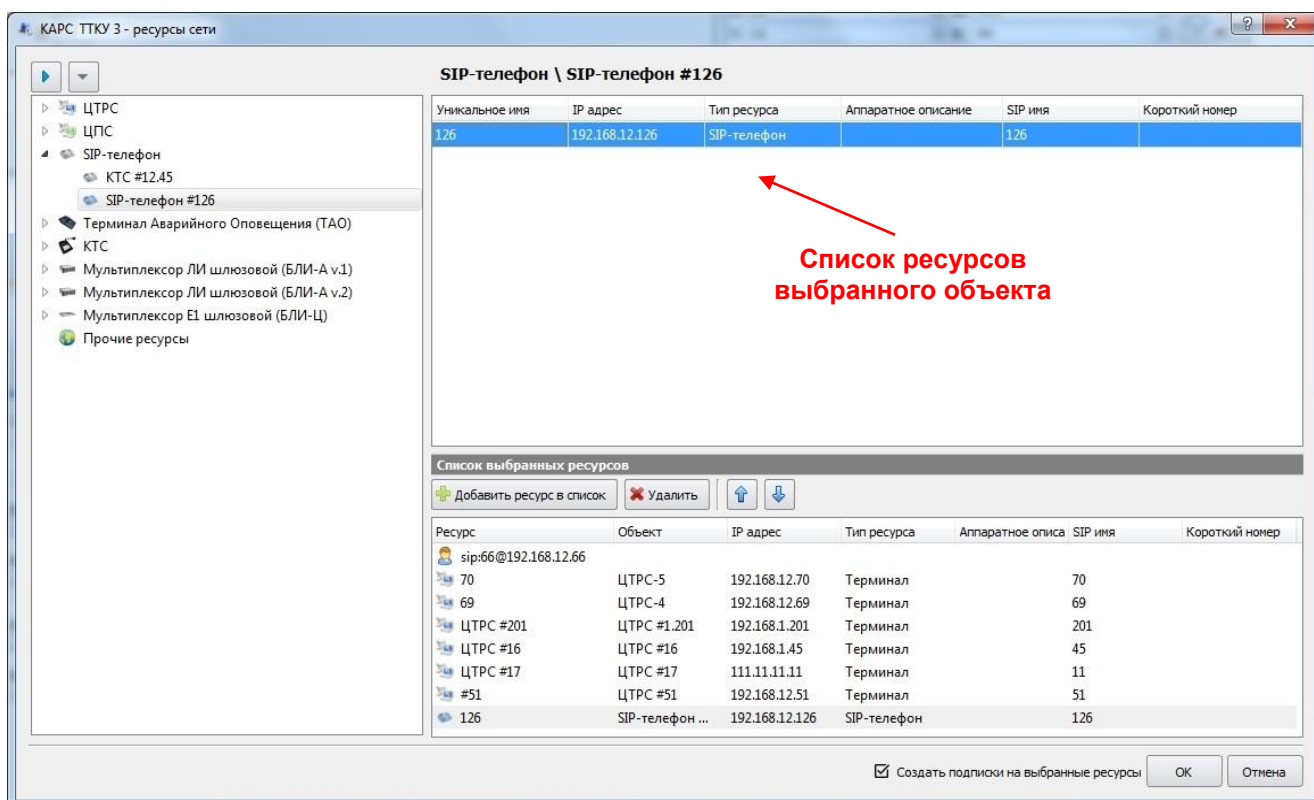 КАРС ТТКУ 3 - ресурсы сети
SIP-телефон \ SIP-телефон #126
ЦТРС
ЦПС
SIP-телефон
КТС #12.45
SIP-телефон #126
Терминал Аварийного Оповещения (ТАО)
КТС
Мультиплексор ЛИ шлюзовой (БЛИ-А v.1)
Мультиплексор ЛИ шлюзовой (БЛИ-А v.2)
Мультиплексор Е1 шлюзовой (БЛИ-Ц)
Прочие ресурсы
Уникальное имя IP адрес Тип ресурса Аппаратное описание SIP имя Короткий номер
126 192.168.12.126 SIP-телефон 126
Список ресурсов
выбранного объекта
Список выбранных ресурсов
Добавить ресурс в список Удалить
Ресурс Объект IP адрес Тип ресурса Аппаратное описа SIP имя Короткий номер
sip:66@192.168.12.66
70 ЦТРС-5 192.168.12.70 Терминал 70
69 ЦТРС-4 192.168.12.69 Терминал 69
ЦТРС #201 ЦТРС #1.201 192.168.1.201 Терминал 201
ЦТРС #16 ЦТРС #16 192.168.1.45 Терминал 45
ЦТРС #17 ЦТРС #17 111.11.11.11 Терминал 11
#51 ЦТРС #51 192.168.12.51 Терминал 51
126 SIP-телефон ... 192.168.12.126 SIP-телефон 126
Создать подписки на выбранные ресурсы OK Отмена